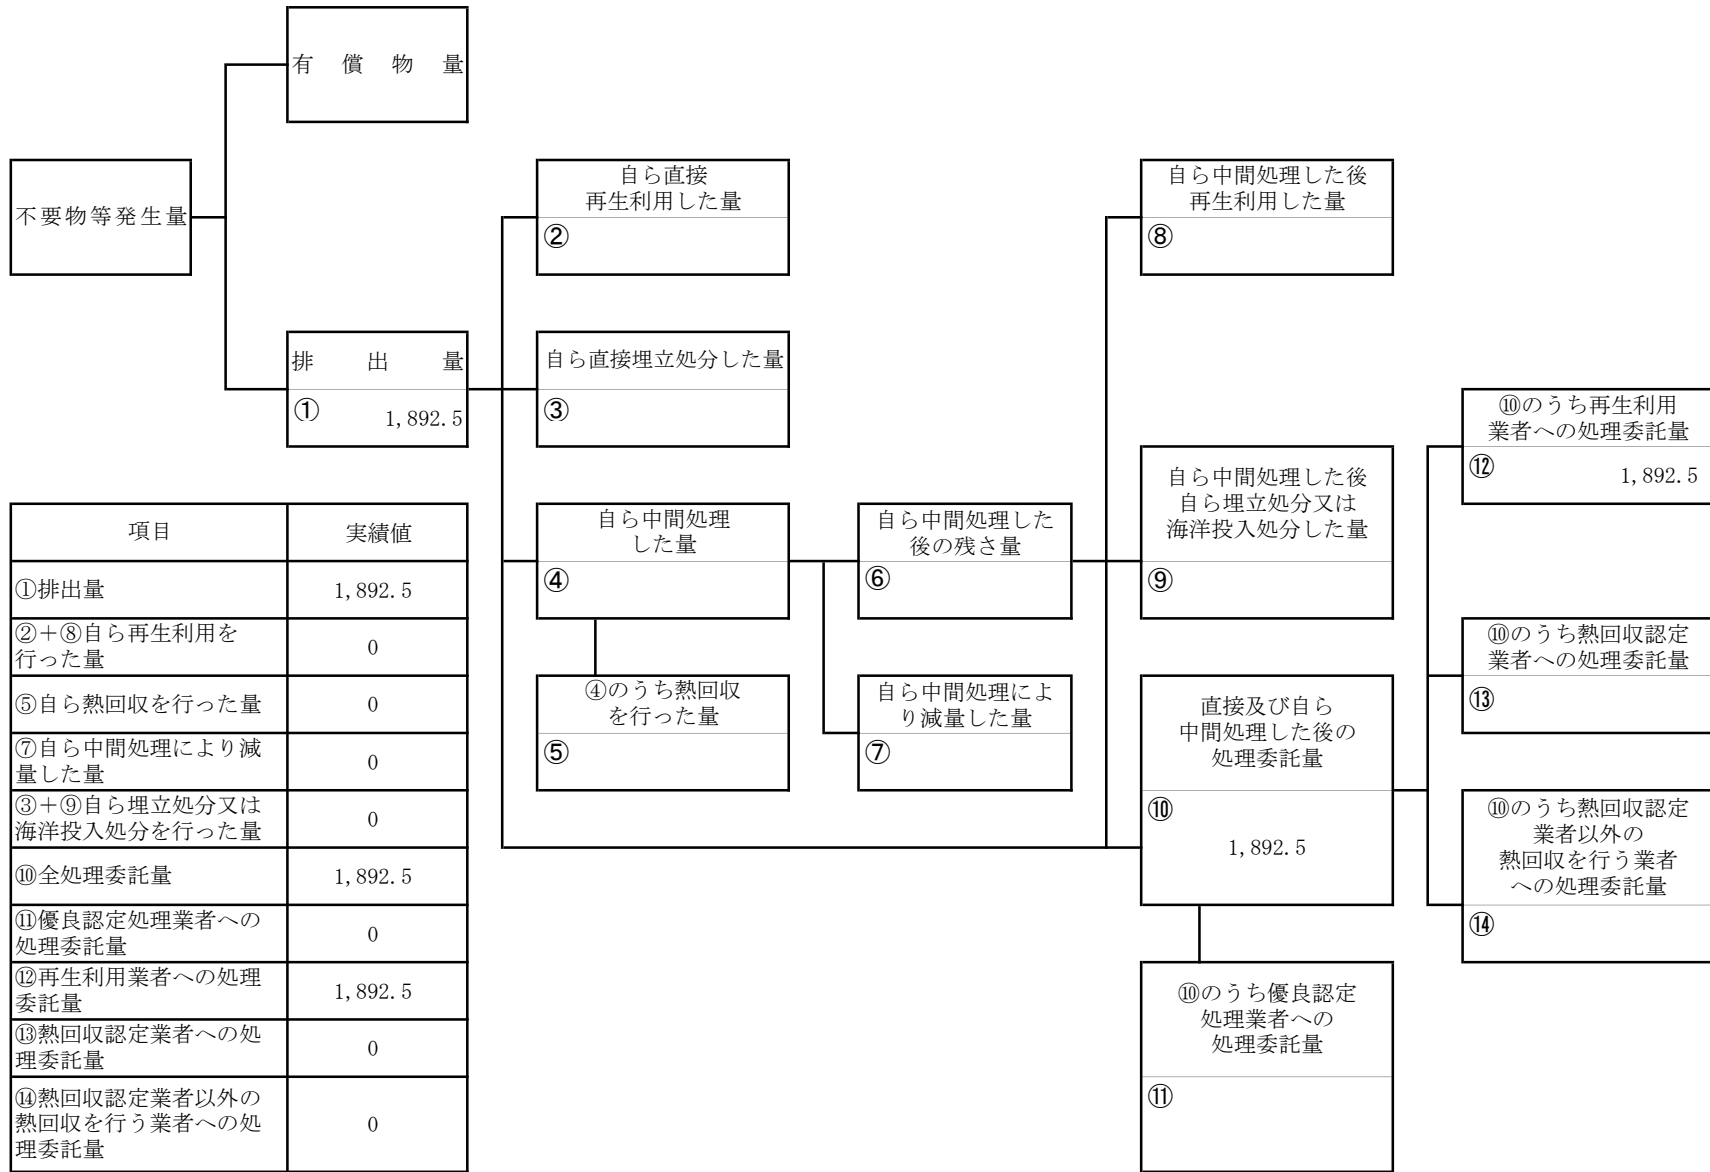 有償物量
不要物等発生量
排出量
①
1,892.5
自ら直接
再生利用した量
②
自ら直接埋立処分した量
③
自ら中間処理
した量
④
④のうち熱回収
を行った量
⑤
自ら中間処理した
後の残さ量
⑥
自ら中間処理によ
り減量した量
⑦
自ら中間処理した後
再生利用した量
⑧
自ら中間処理した後
自ら埋立処分又は
海洋投入処分した量
⑨
直接及び自ら
中間処理した後の
処理委託量
⑩
1,892.5
⑩のうち優良認定
処理業者への
処理委託量
⑪
⑩のうち再生利用
業者への処理委託量
⑫
1,892.5
⑩のうち熱回収認定
業者への処理委託量
⑬
⑩のうち熱回収認定
業者以外の
熱回収を行う業者
への処理委託量
⑭
項目 実績値
①排出量 1,892.5
②+⑧自ら再生利用を
行った量 0
⑤自ら熱回収を行った量 0
⑦自ら中間処理により減
量した量 0
③+⑨自ら埋立処分又は
海洋投入処分を行った量 0
⑩全処理委託量 1,892.5
⑪優良認定処理業者への
処理委託量 0
⑫再生利用業者への処理
委託量 1,892.5
⑬熱回収認定業者への処
理委託量 0
⑭熱回収認定業者以外の
熱回収を行う業者への処
理委託量 0